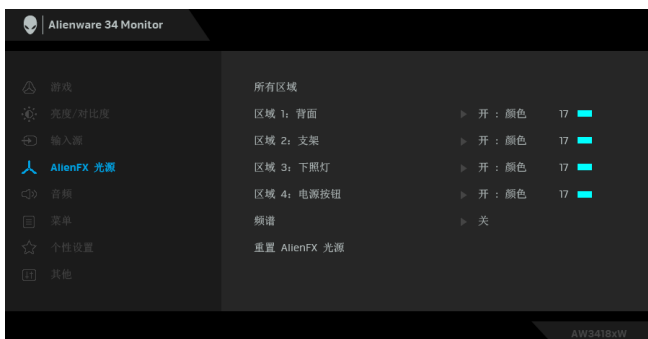 Alienware 34 Monitor
游戏
所有区域
亮度/对比度
区域 1: 背面 开 : 颜色 17
输入源
区域 2: 支架 开 : 颜色 17
AlienFX 光源
区域 3: 下照灯 开 : 颜色 17
音频
区域 4: 电源按钮 开 : 颜色 17
菜单
频谱 关
个性设置
重置 AlienFX 光源
其他
AW3418xW